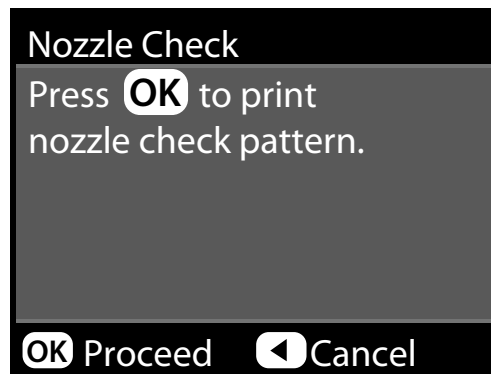 Nozzle Check
Press OK to print
nozzle check pattern.
OK Proceed Cancel